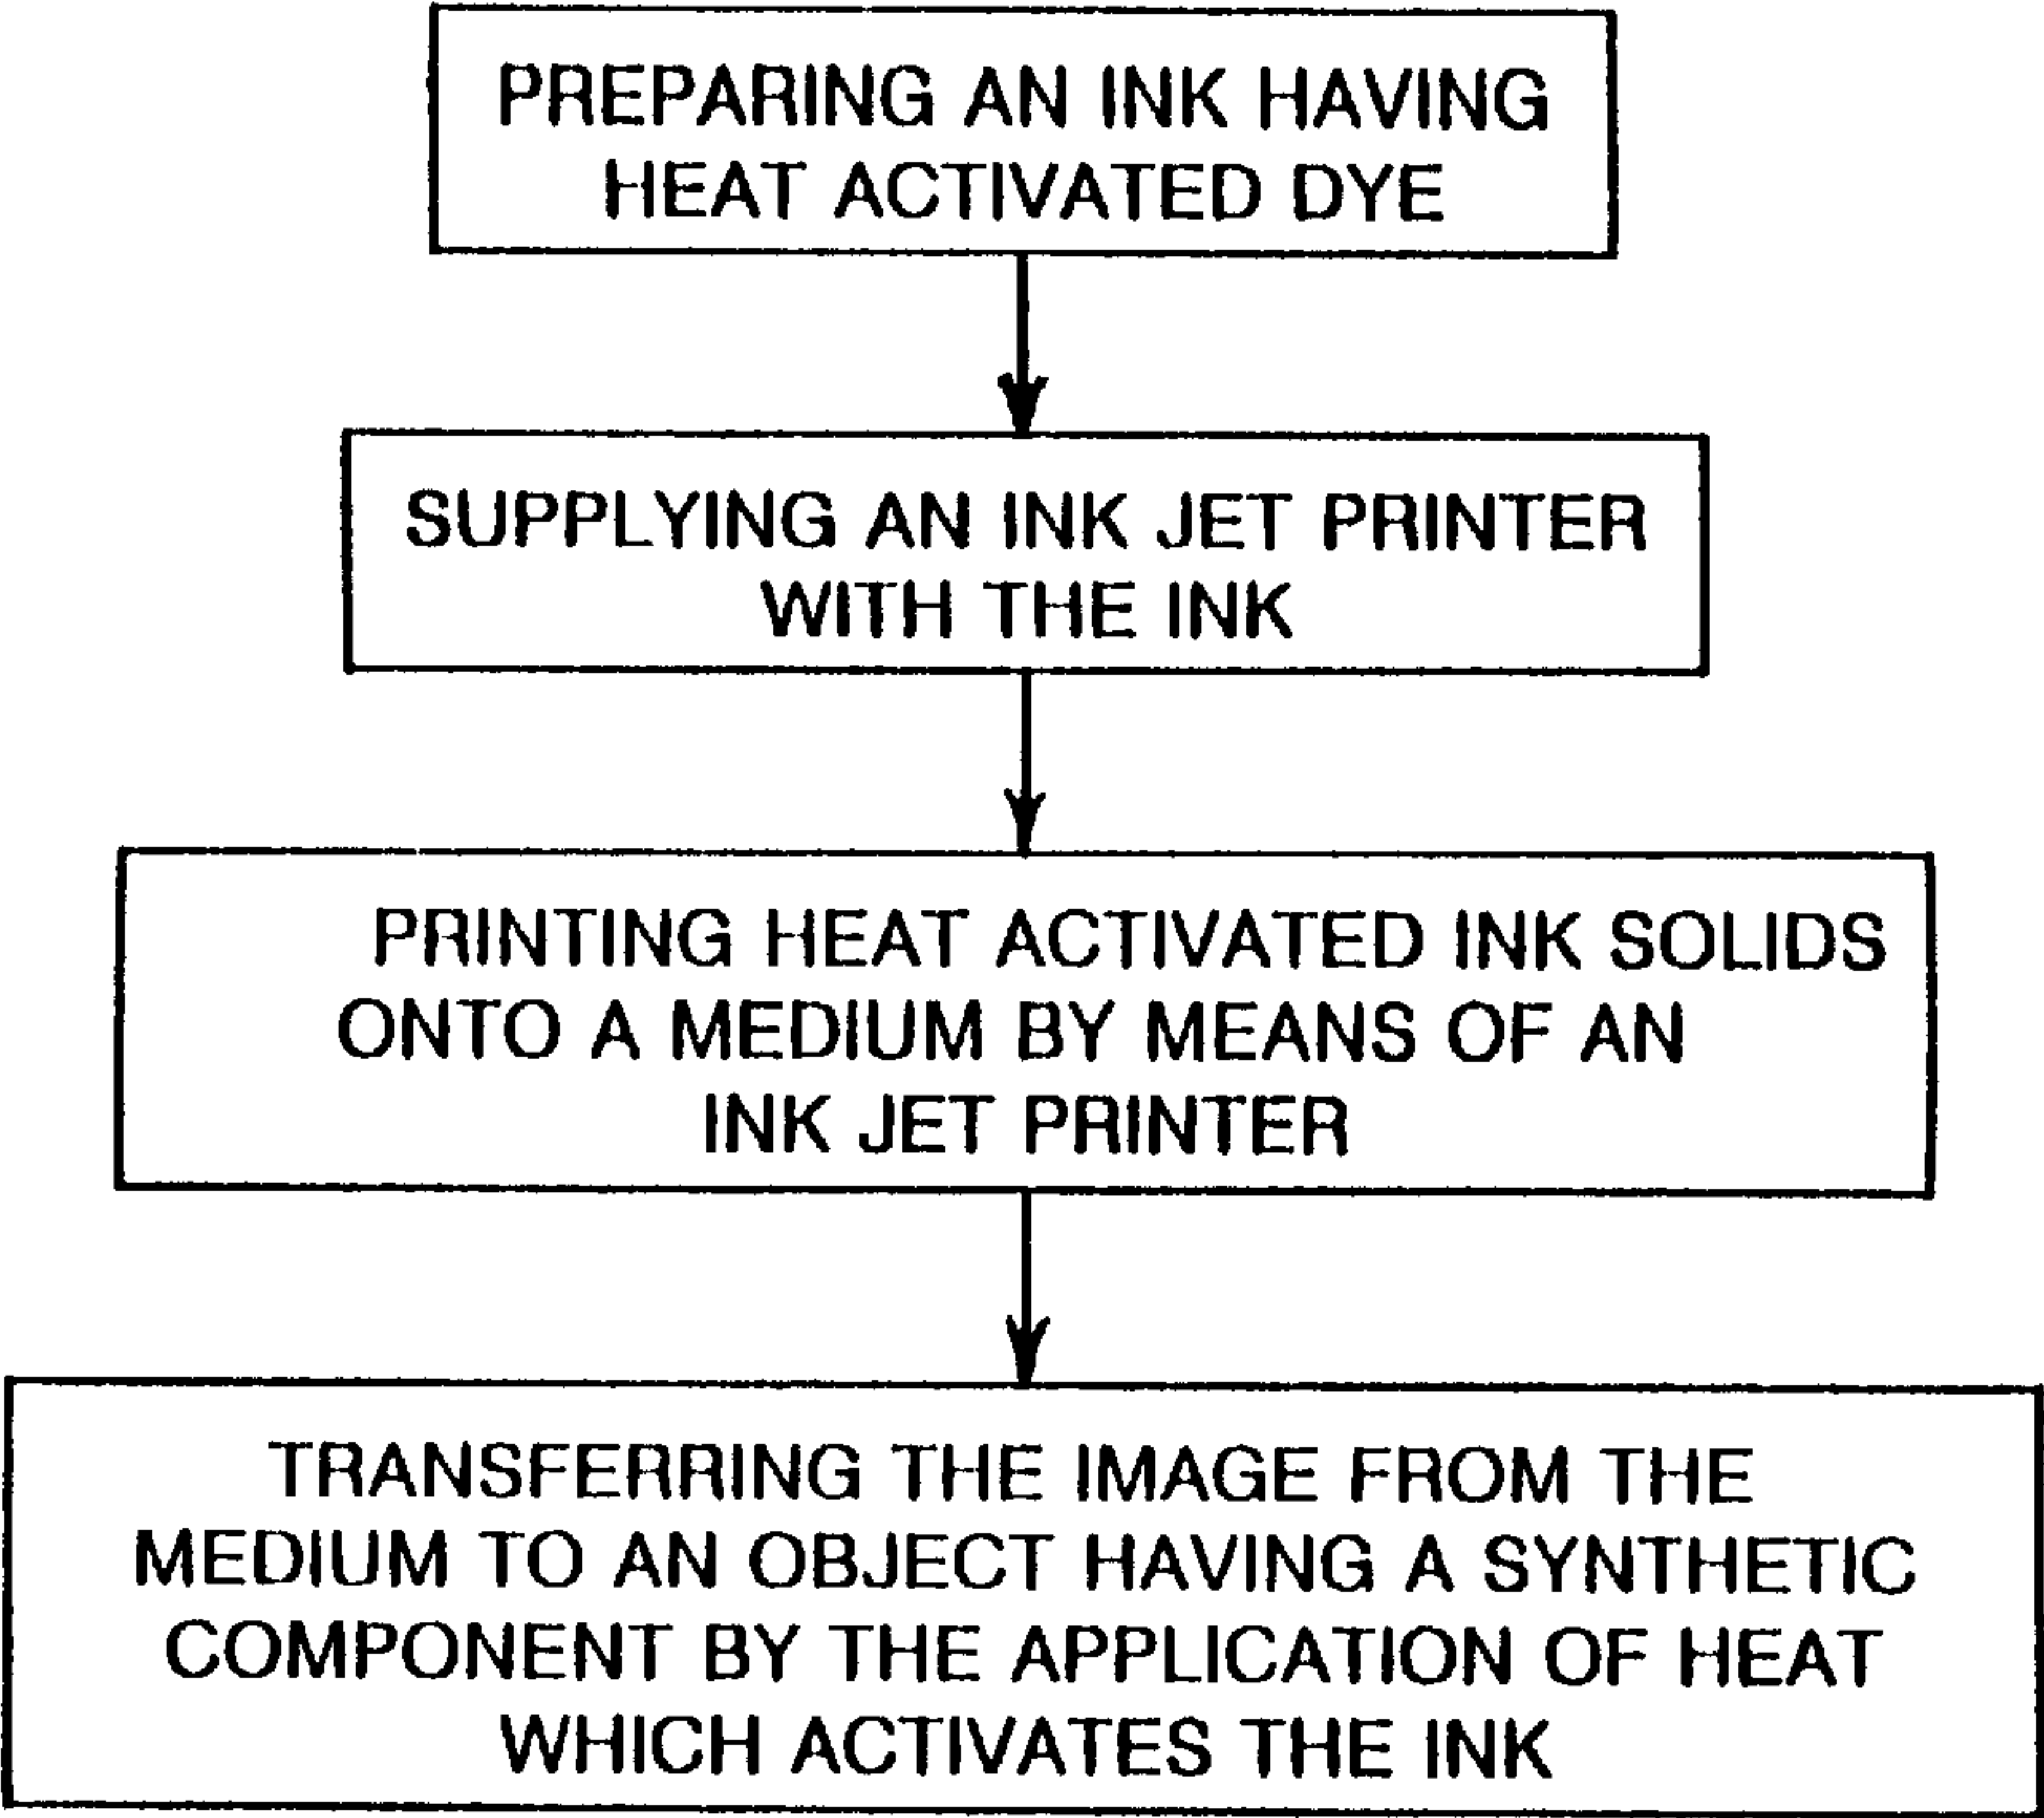 PREPARING AN INK HAVING
HEAT ACTIVATED DYE
SUPPLYING AN INK JET PRINTER
WITH THE INK
PRINTING HEAT ACTIVATED INK SOLIDS
ONTO A MEDIUM BY MEANS OF AN
INK JET PRINTER
TRANSFERRING THE IMAGE FROM THE
MEDIUM TO AN OBJECT HAVING A SYNTHETIC
COMPONENT BY THE APPLICATION OF HEAT
WHICH ACTIVATES THE INK